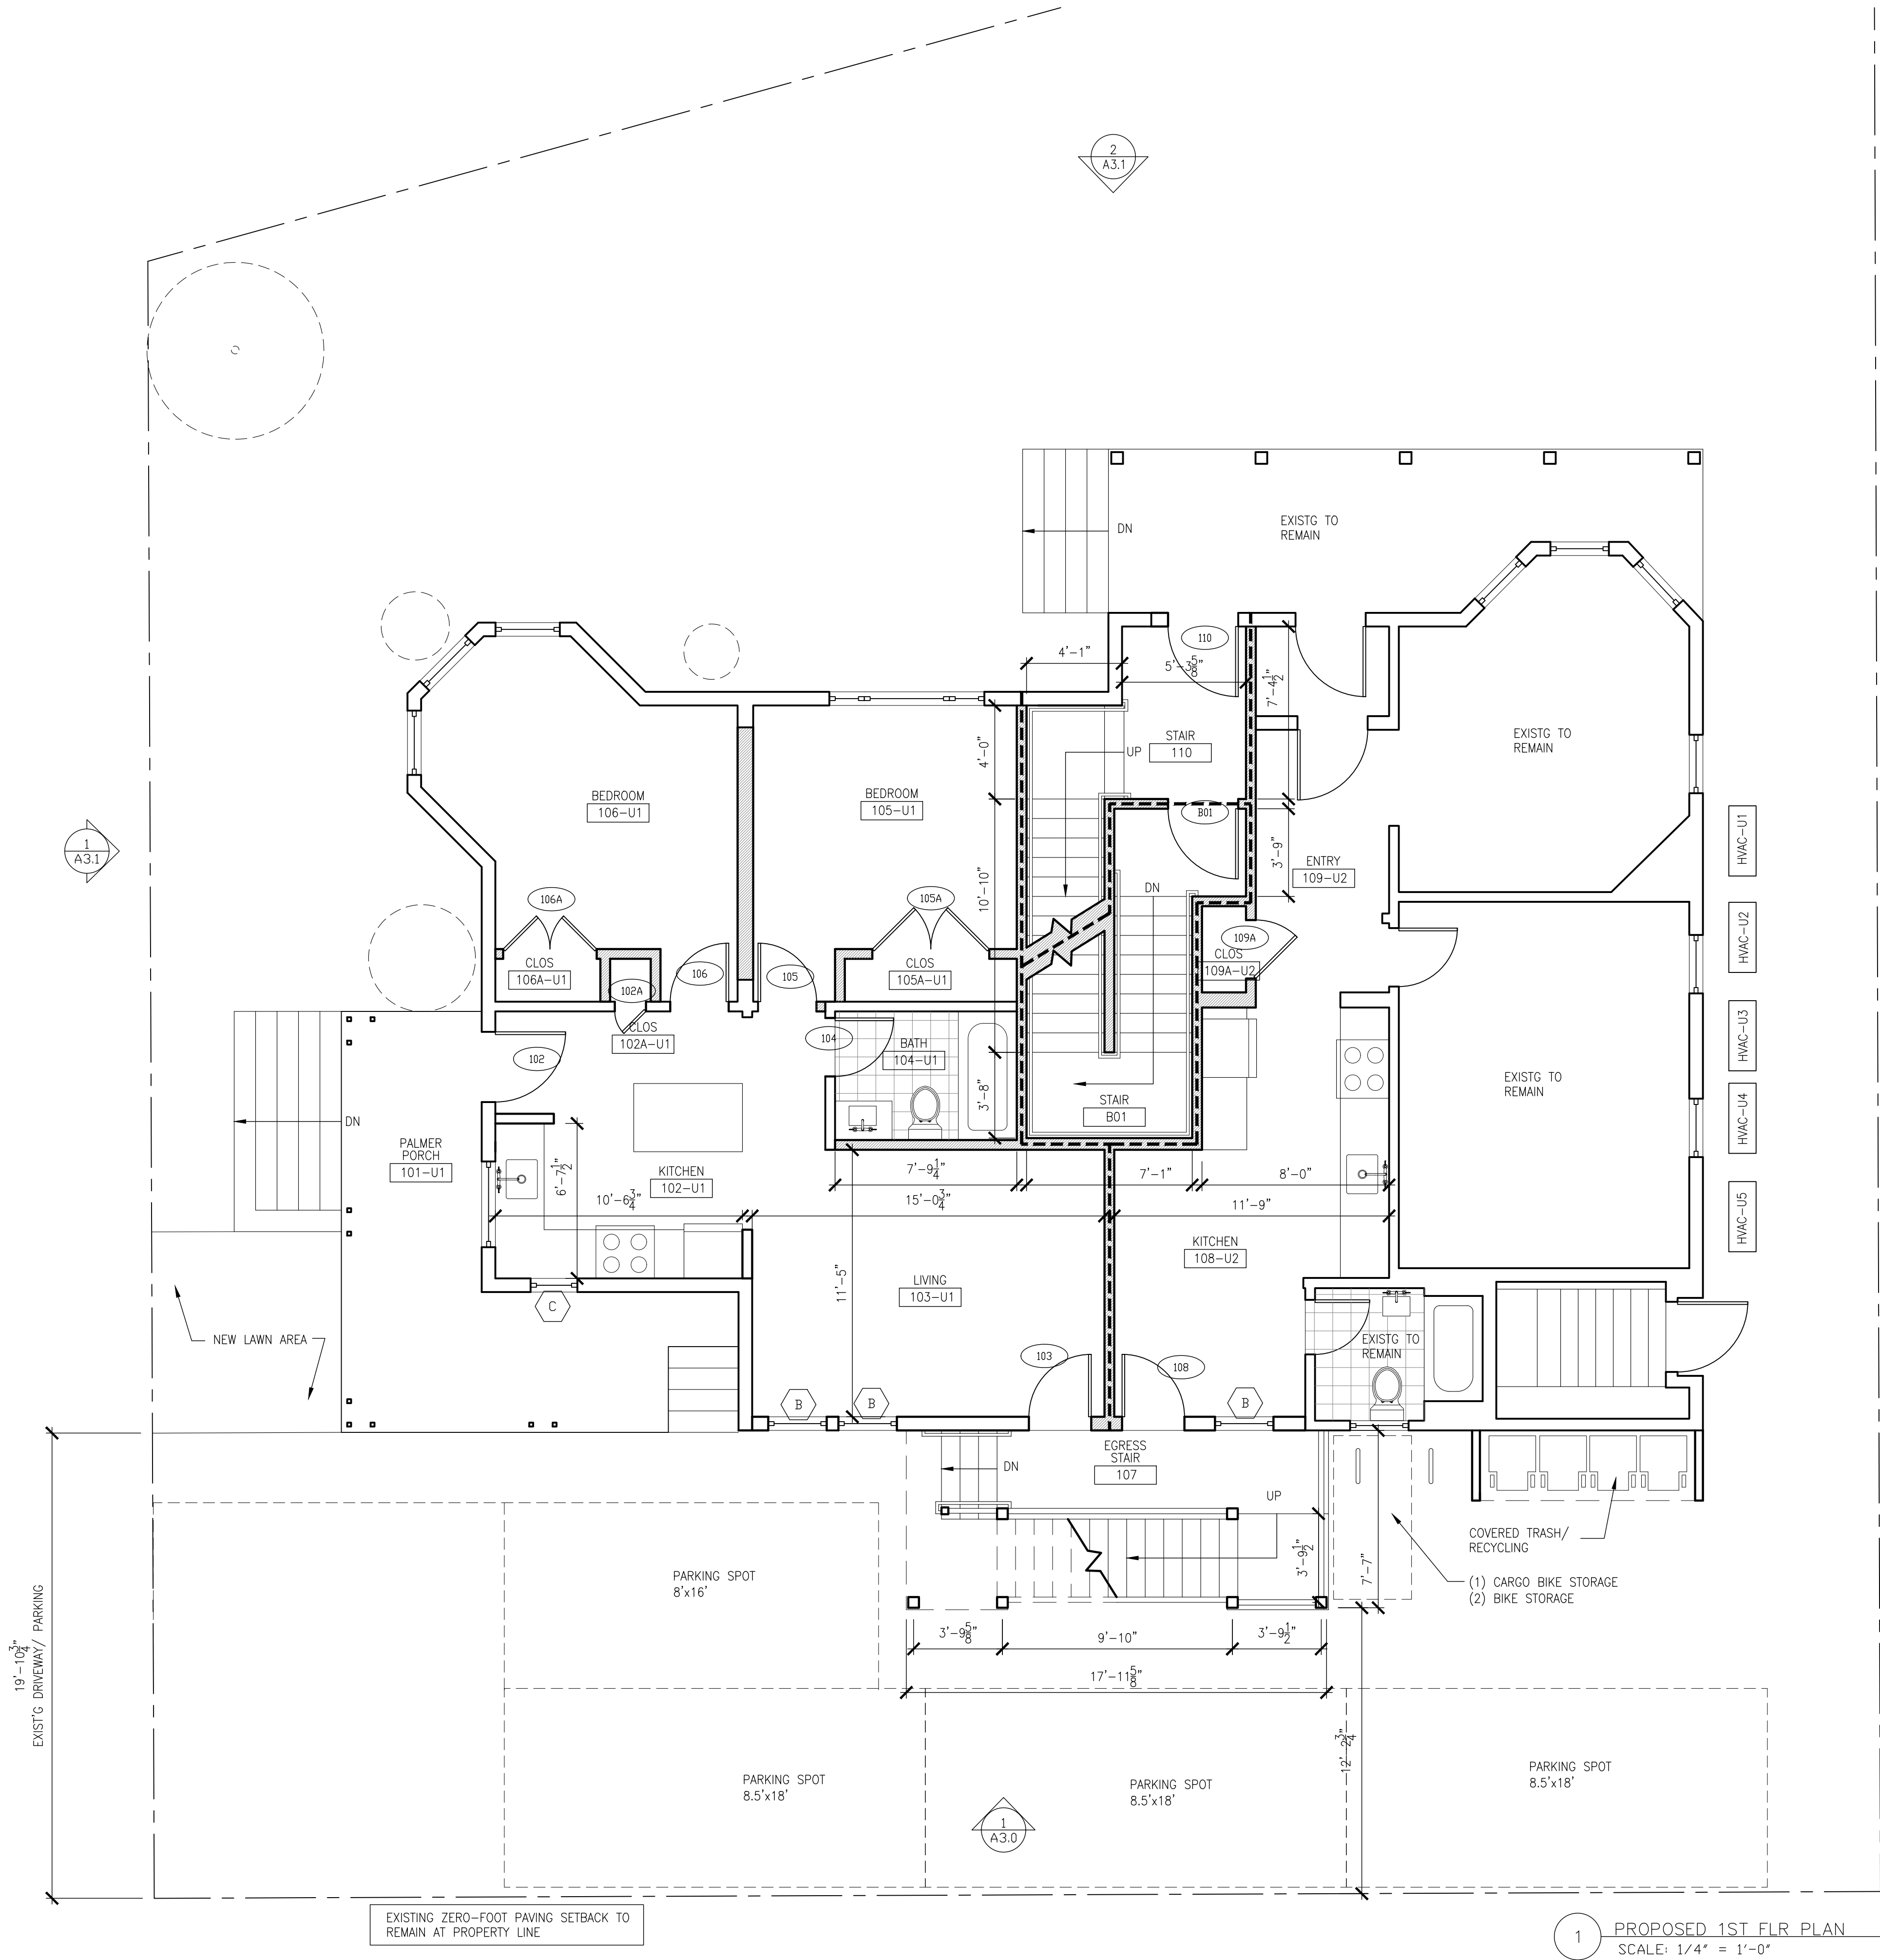 2
A3.1
DN
EXISTG TO
REMAIN
110
4'-1"
5'-3 5/8"
7'-4 1/2"
EXISTG TO
REMAIN
STAIR
110
UP
4'-0"
BEDROOM
106-U1
BEDROOM
105-U1
B01
1
A3.1
HVAC-U1
3'-9"
ENTRY
109-U2
DN
10'-10"
106A
105A
109A
HVAC-U2
CLOS
106A-U1
CLOS
105A-U1
CLOS
109A-U2
106
105
102A
CLOS
102A-U1
104
BATH
104-U1
HVAC-U3
102
EXISTG TO
REMAIN
3'-8"
STAIR
B01
HVAC-U4
DN
PALMER
PORCH
101-U1
6'-7 1/2"
KITCHEN
102-U1
7'-9 1/4"
7'-1"
8'-0"
10'-6 3/4"
15'-0 3/4"
11'-9"
HVAC-U5
KITCHEN
108-U2
11'-5"
LIVING
103-U1
C
NEW LAWN AREA
EXISTG TO
REMAIN
103
108
B
B
B
EGRESS
STAIR
107
DN
UP
COVERED TRASH/
RECYCLING
3'-9 1/2"
7'-7"
(1) CARGO BIKE STORAGE
(2) BIKE STORAGE
PARKING SPOT
8'x16'
19'-10 3/4"
EXIST'G DRIVEWAY/ PARKING
3'-9 5/8"
9'-10"
3'-9 1/2"
17'-11 5/8"
12'-2 3/4"
PARKING SPOT
8.5'x18'
PARKING SPOT
8.5'x18'
PARKING SPOT
8.5'x18'
1
A3.0
EXISTING ZERO-FOOT PAVING SETBACK TO
REMAIN AT PROPERTY LINE
1
PROPOSED 1ST FLR PLAN
SCALE: 1/4" = 1'-0"